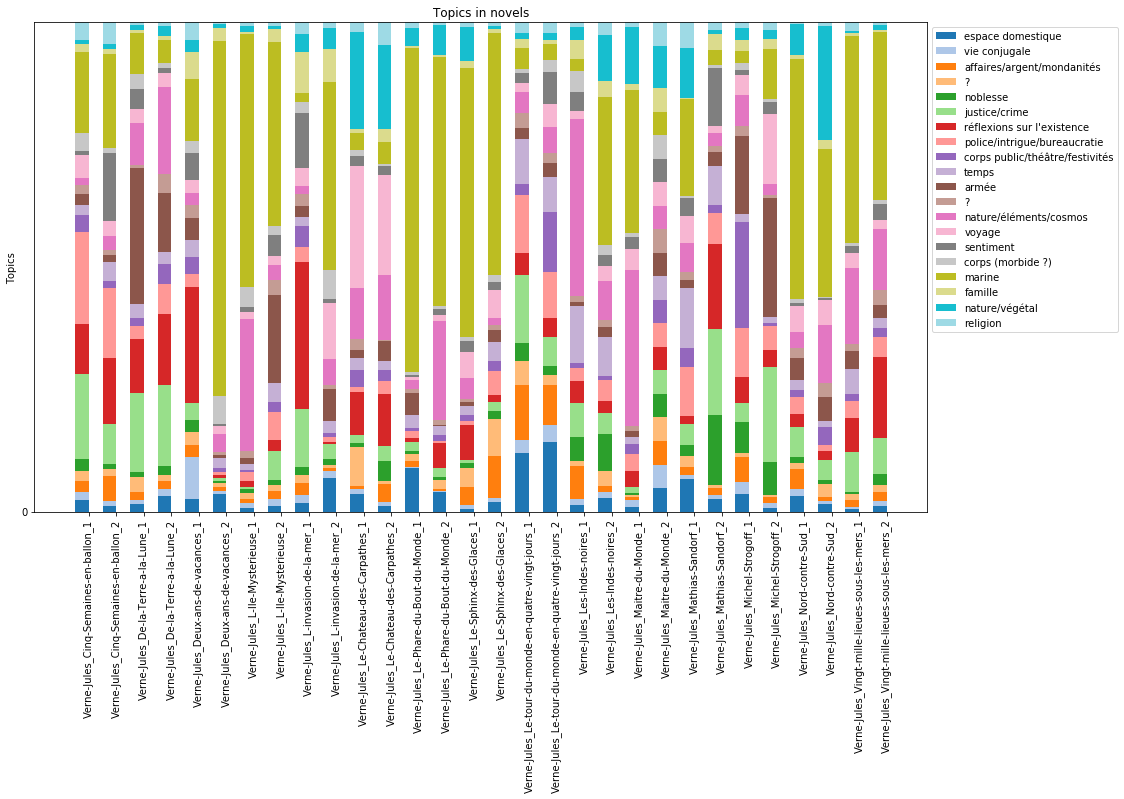 Topics in novels
Topics
0
espace domestique
vie conjugale
affaires/argent/mondanités
?
noblesse
justice/crime
réflexions sur l'existence
police/intrigue/bureaucratie
corps public/théâtre/festivités
temps
armée
?
nature/éléments/cosmos
voyage
sentiment
corps (morbide ?)
marine
famille
nature/végétal
religion
Verne-Jules_Cinq-Semaines-en-ballon_1
Verne-Jules_Cinq-Semaines-en-ballon_2
Verne-Jules_De-la-Terre-a-la-Lune_1
Verne-Jules_De-la-Terre-a-la-Lune_2
Verne-Jules_Deux-ans-de-vacances_1
Verne-Jules_Deux-ans-de-vacances_2
Verne-Jules_L-Ile-Mysterieuse_1
Verne-Jules_L-Ile-Mysterieuse_2
Verne-Jules_L-invasion-de-la-mer_1
Verne-Jules_L-invasion-de-la-mer_2
Verne-Jules_Le-Chateau-des-Carpathes_1
Verne-Jules_Le-Chateau-des-Carpathes_2
Verne-Jules_Le-Phare-du-Bout-du-Monde_1
Verne-Jules_Le-Phare-du-Bout-du-Monde_2
Verne-Jules_Le-Sphinx-des-Glaces_1
Verne-Jules_Le-Sphinx-des-Glaces_2
Verne-Jules_Le-tour-du-monde-en-quatre-vingt-jours_1
Verne-Jules_Le-tour-du-monde-en-quatre-vingt-jours_2
Verne-Jules_Les-Indes-noires_1
Verne-Jules_Les-Indes-noires_2
Verne-Jules_Maitre-du-Monde_1
Verne-Jules_Maitre-du-Monde_2
Verne-Jules_Mathias-Sandorf_1
Verne-Jules_Mathias-Sandorf_2
Verne-Jules_Michel-Strogoff_1
Verne-Jules_Michel-Strogoff_2
Verne-Jules_Nord-contre-Sud_1
Verne-Jules_Nord-contre-Sud_2
Verne-Jules_Vingt-mille-lieues-sous-les-mers_1
Verne-Jules_Vingt-mille-lieues-sous-les-mers_2